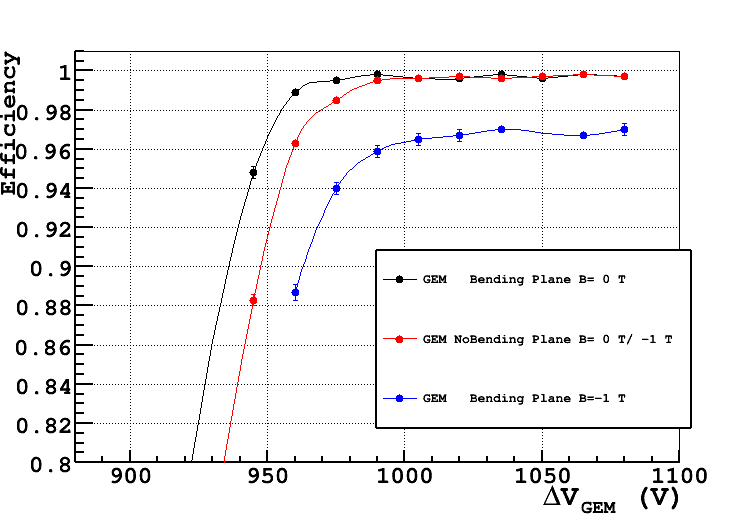 Efficiency
1
0.98
0.96
0.94
0.92
0.9
0.88
0.86
0.84
0.82
0.8
GEM Bending Plane B= 0 T
GEM NoBending Plane B= 0 T/ -1 T
GEM Bending Plane B=-1 T
900 950 1000 1050 1100
ΔV_GEM (V)